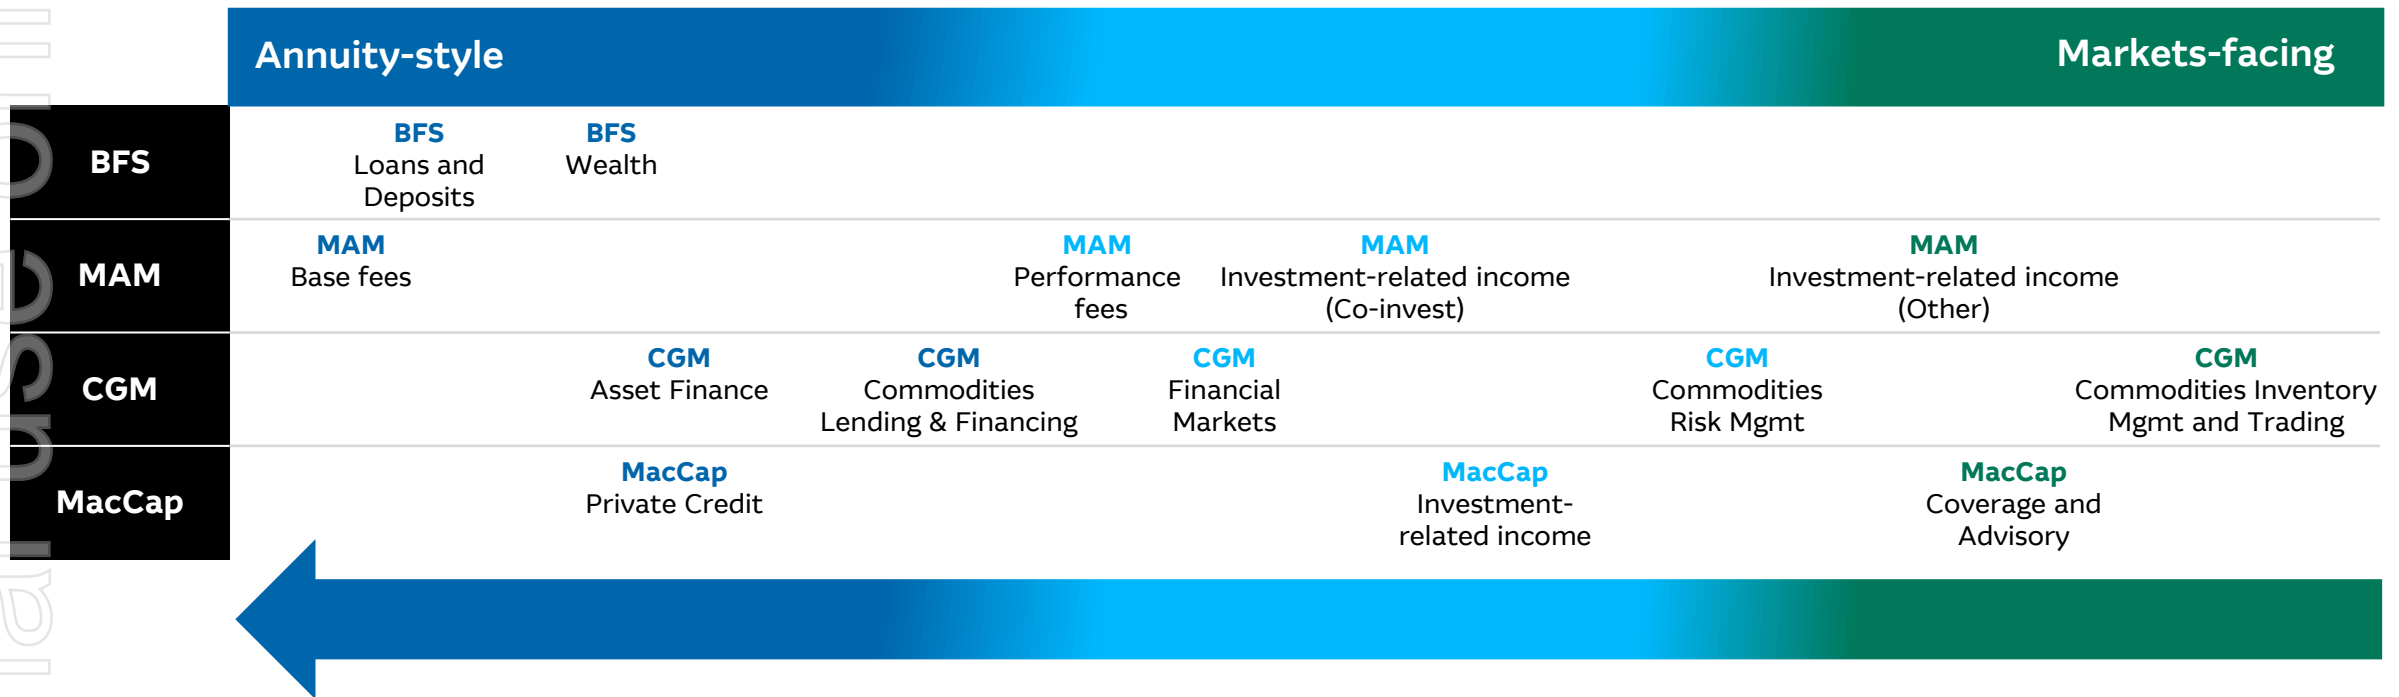 Annuity-style
Markets-facing
BFS
BFS
Loans and
Deposits
BFS
Wealth
MAM
MAM
Base fees
MAM
Performance
fees
MAM
Investment-related income
(Co-invest)
MAM
Investment-related income
(Other)
CGM
CGM
Asset Finance
CGM
Commodities
Lending & Financing
CGM
Financial
Markets
CGM
Commodities
Risk Mgmt
CGM
Commodities Inventory
Mgmt and Trading
MacCap
MacCap
Private Credit
MacCap
Investment-
related income
MacCap
Coverage and
Advisory